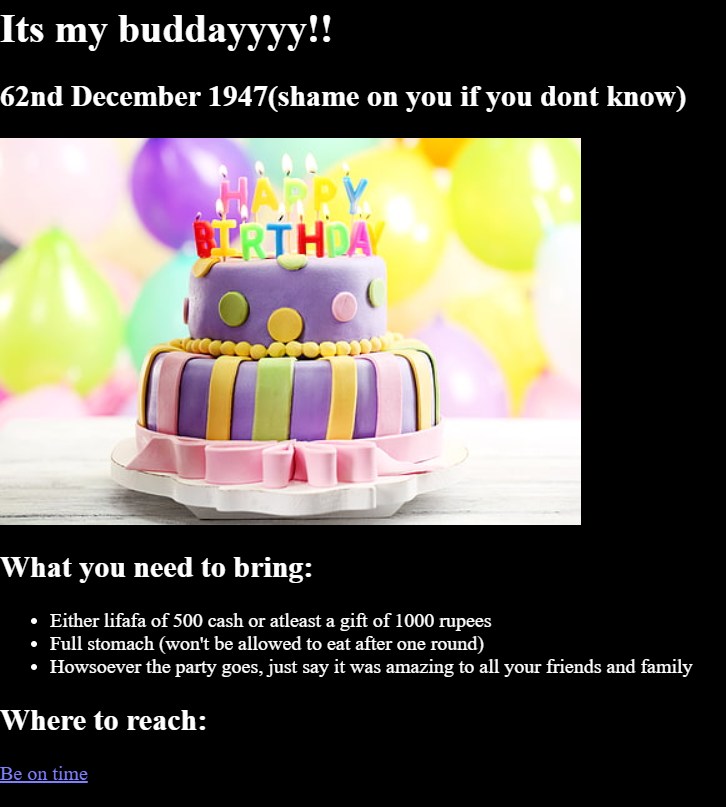 Its my buddayyyy!!
62nd December 1947(shame on you if you dont know)
HAPPY
BIRTHDAY
What you need to bring:
• Either lifafa of 500 cash or atleast a gift of 1000 rupees
• Full stomach (won't be allowed to eat after one round)
• Howsoever the party goes, just say it was amazing to all your friends and family
Where to reach:
Be on time